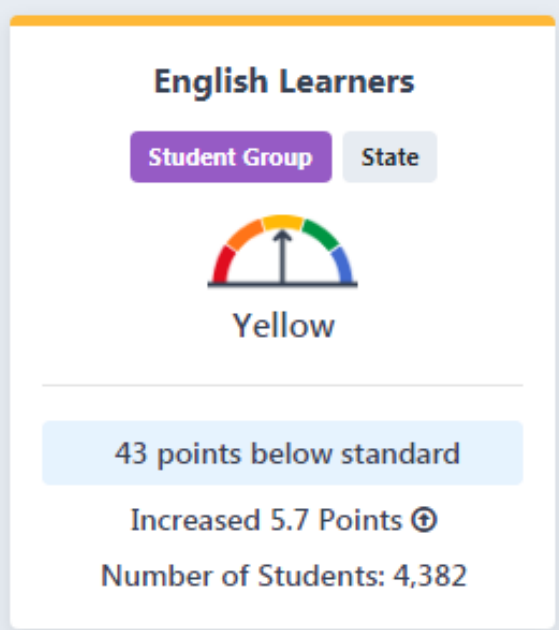 English Learners
Student Group State
Yellow
43 points below standard
Increased 5.7 Points
Number of Students: 4,382